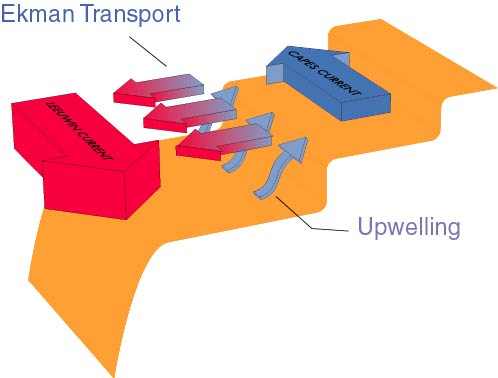 Ekman Transport
CAPES CURRENT
LEEUWIN CURRENT
Upwelling